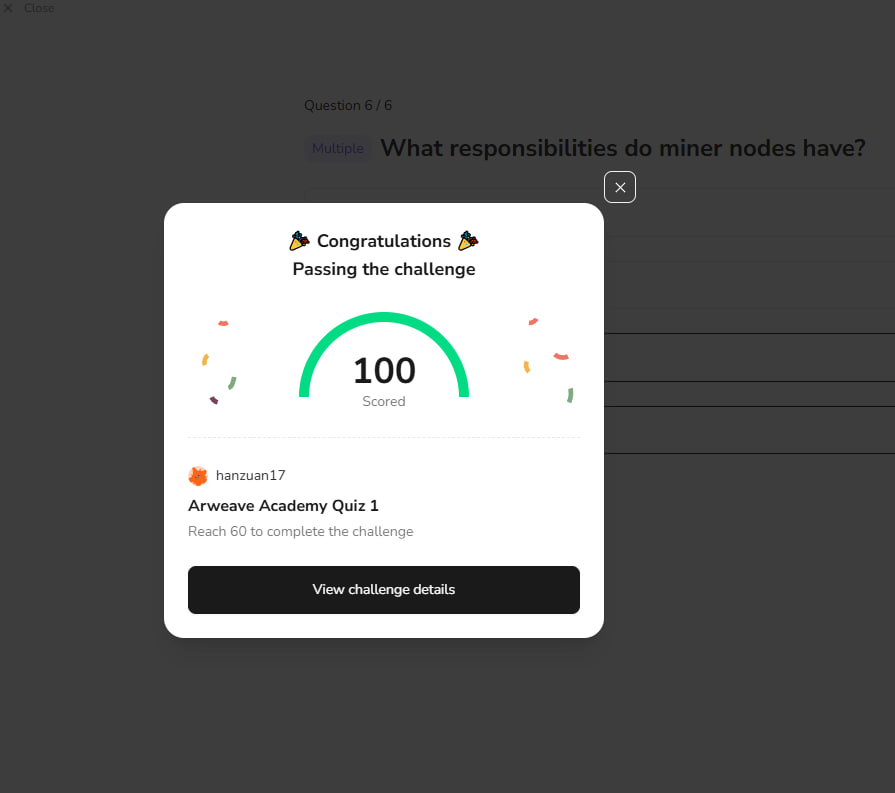 Close
Question 6 / 6
Multiple What responsibilities do miner nodes have?
Congratulations
Passing the challenge
100
Scored
hanzuan17
Arweave Academy Quiz 1
Reach 60 to complete the challenge
View challenge details